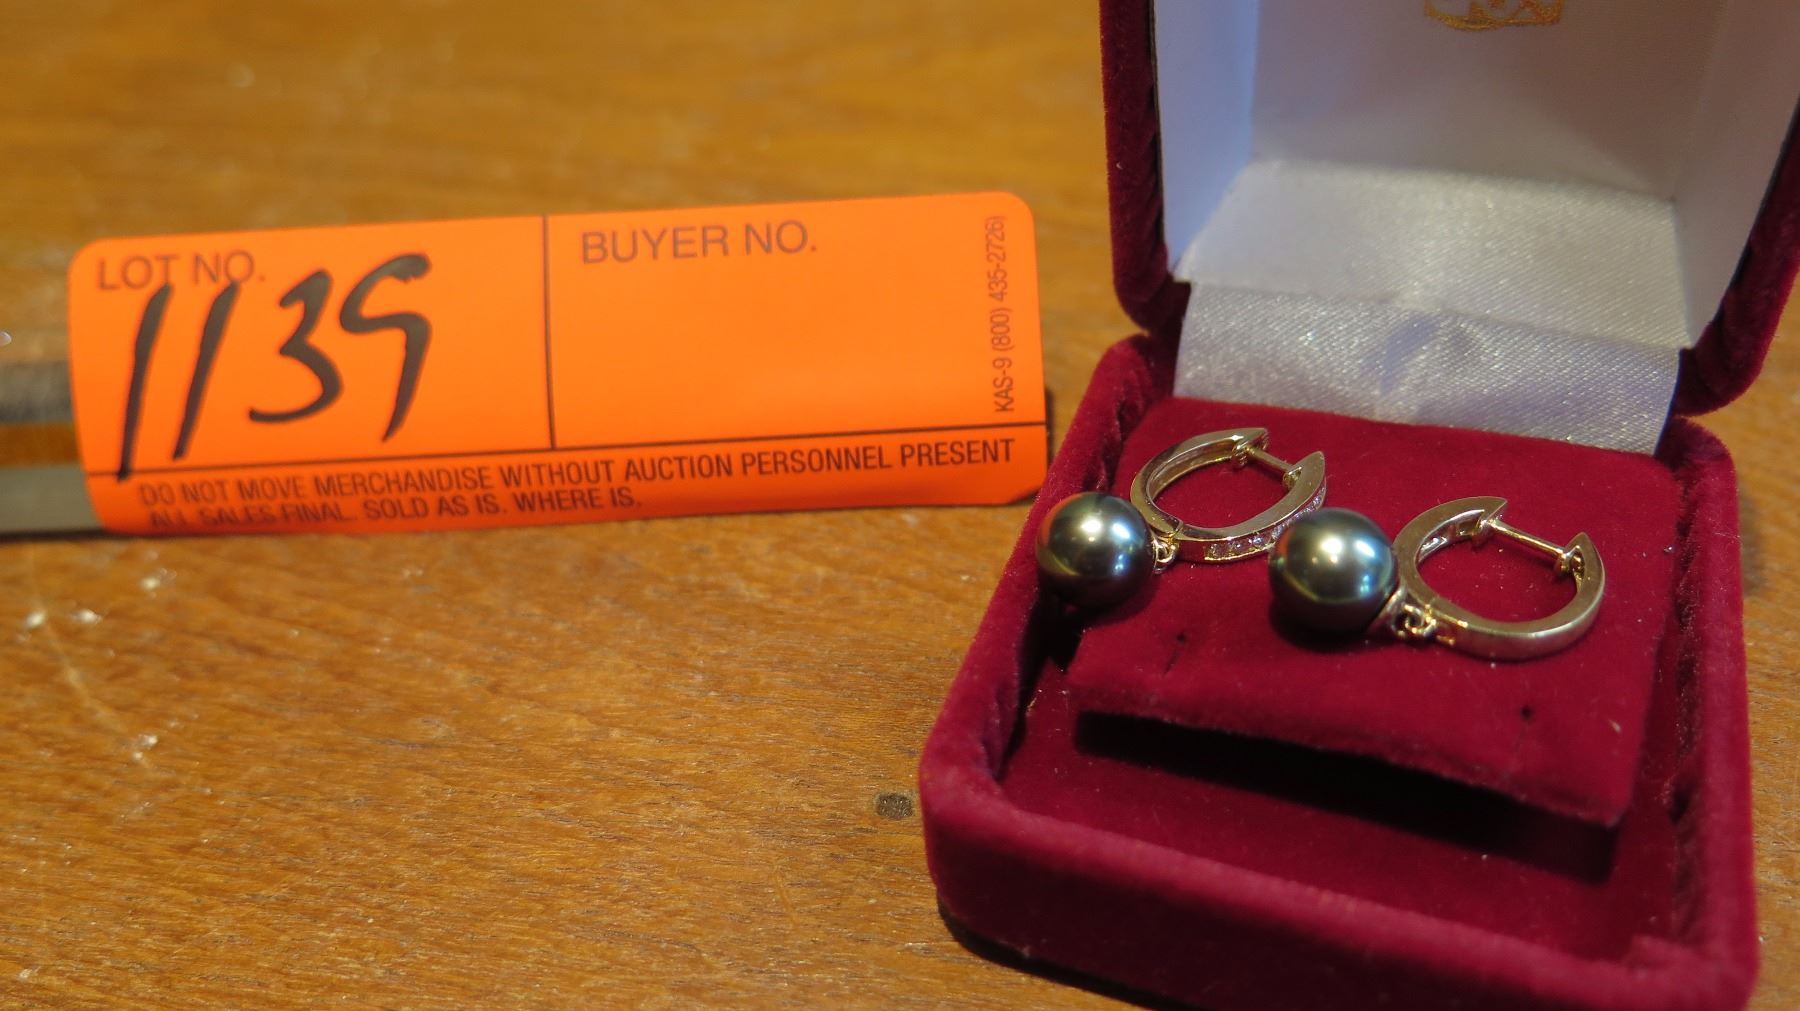 LOT NO.
1139
BUYER NO.
KAS-9 (800) 435-2726)
DO NOT MOVE MERCHANDISE WITHOUT AUCTION PERSONNEL PRESENT
ALL SALES FINAL. SOLD AS IS. WHERE IS.